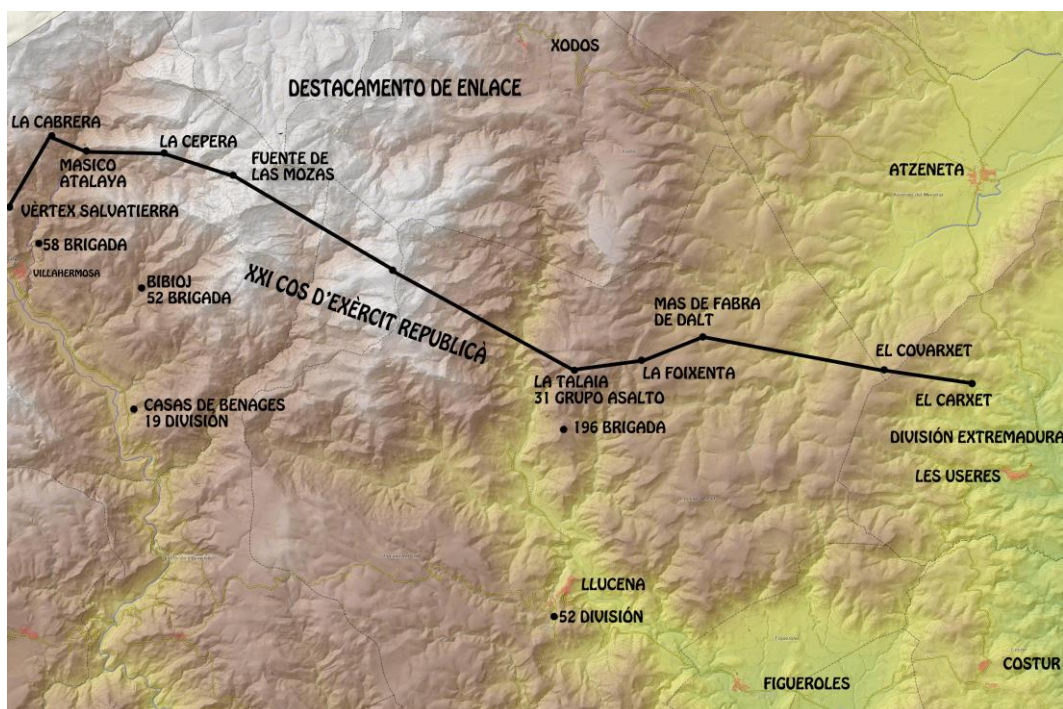 XODOS
DESTACAMENTO DE ENLACE
LA CABRERA
LA CEPERA
MASICO
ATALAYA
FUENTE DE
LAS MOZAS
ATZENETA
VÈRTEX SALVATIERRA
58 BRIGADA
VILLAHERMOSA
BIBIOJ
52 BRIGADA
XXI COS D'EXÈRCIT REPUBLICÀ
MAS DE FABRA
DE DALT
EL COVARXET
LA FOIXENTA
LA TALAIA
31 GRUPO ASALTO
EL CARXET
CASAS DE BENAGES
19 DIVISIÓN
196 BRIGADA
DIVISIÓN EXTREMADURA
LES USERES
LLUCENA
52 DIVISIÓN
COSTUR
FIGUEROLES